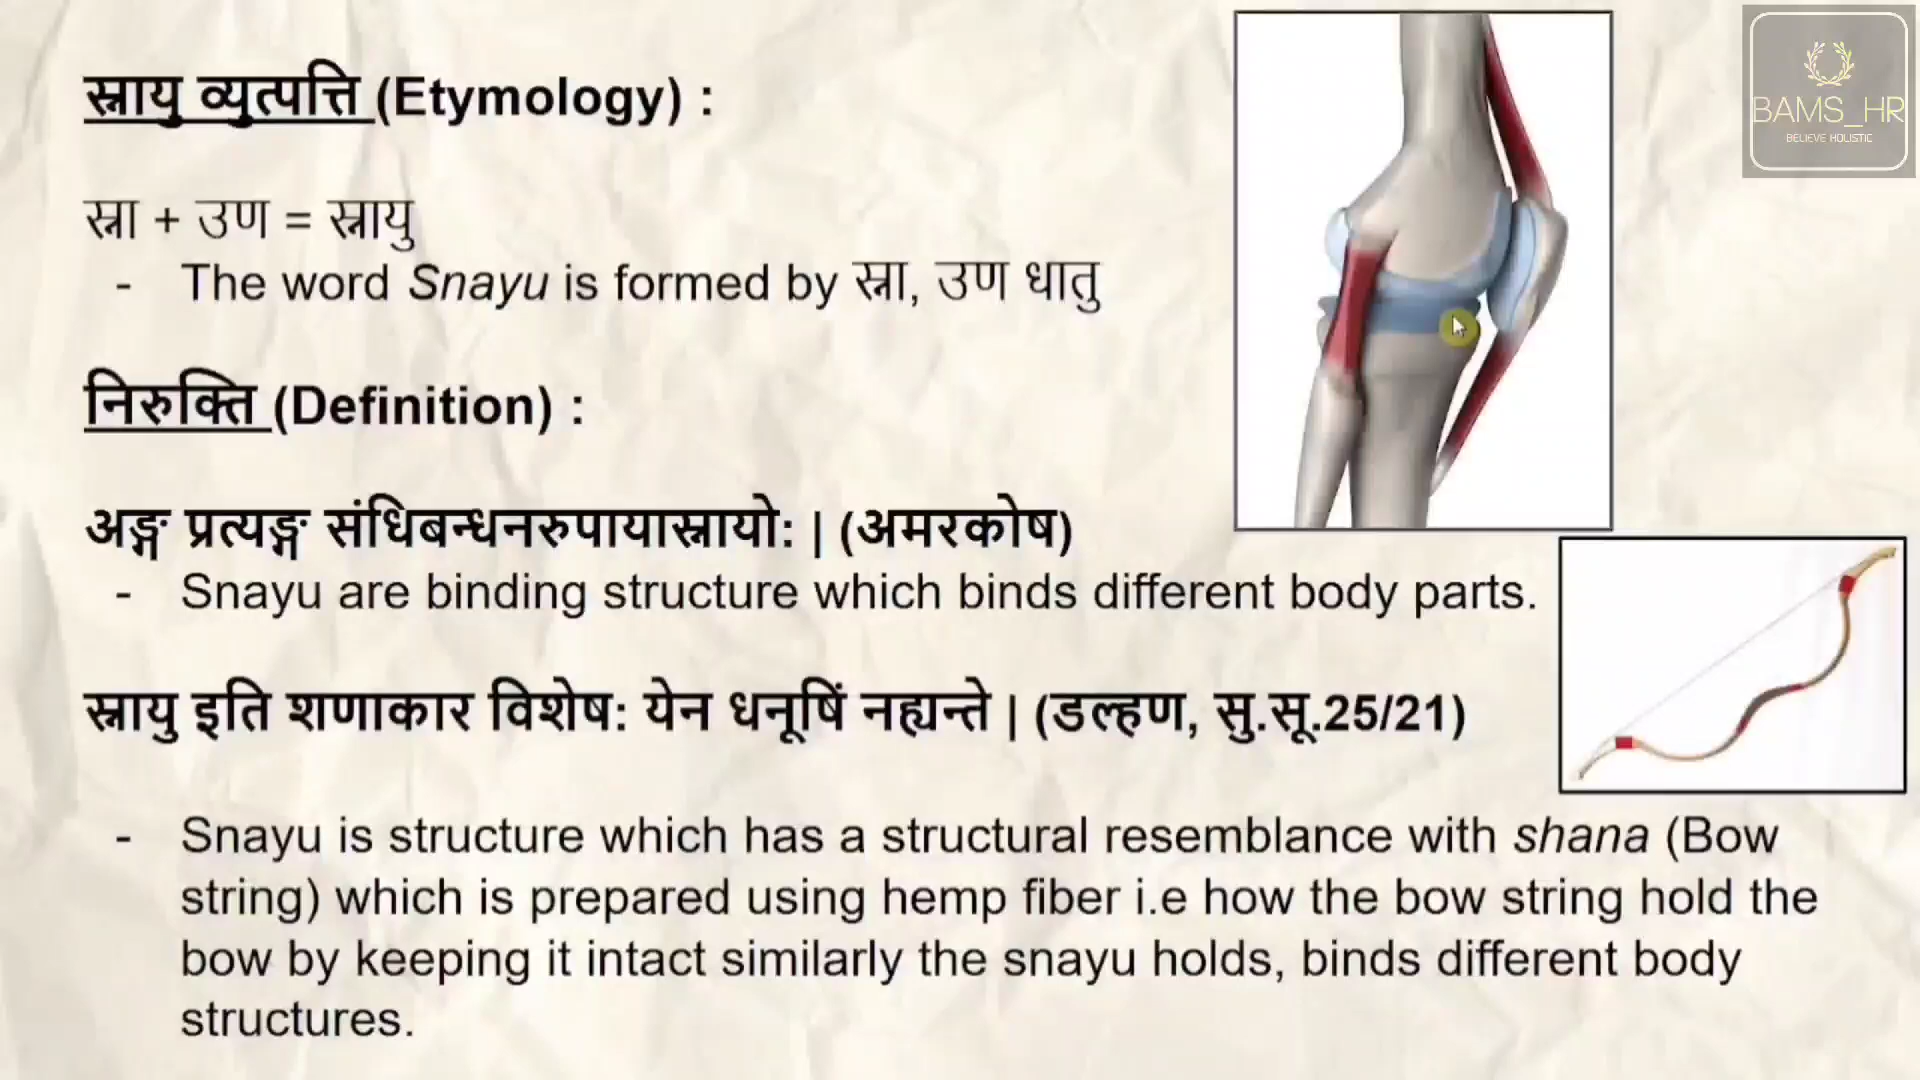 स्नायु व्युत्पत्ति (Etymology) :
BAMS_HR
BELIEVE HOLISTIC
स्ना + उण = स्नायु
- The word Snayu is formed by स्ना, उण धातु
निरुक्ति (Definition) :
अङ्ग प्रत्यङ्ग संधिबन्धनरुपायास्नायो: | (अमरकोष)
- Snayu are binding structure which binds different body parts.
स्नायु इति शणाकार विशेष: येन धनूषिं नह्यन्ते | (डल्हण, सु.सू.25/21)
- Snayu is structure which has a structural resemblance with shana (Bow
string) which is prepared using hemp fiber i.e how the bow string hold the
bow by keeping it intact similarly the snayu holds, binds different body
structures.